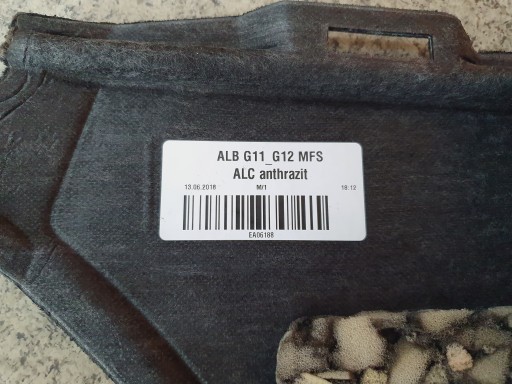 ALB G11_G12 MFS
ALC anthrazit
13.06.2018 M/1 18:12
EA06188